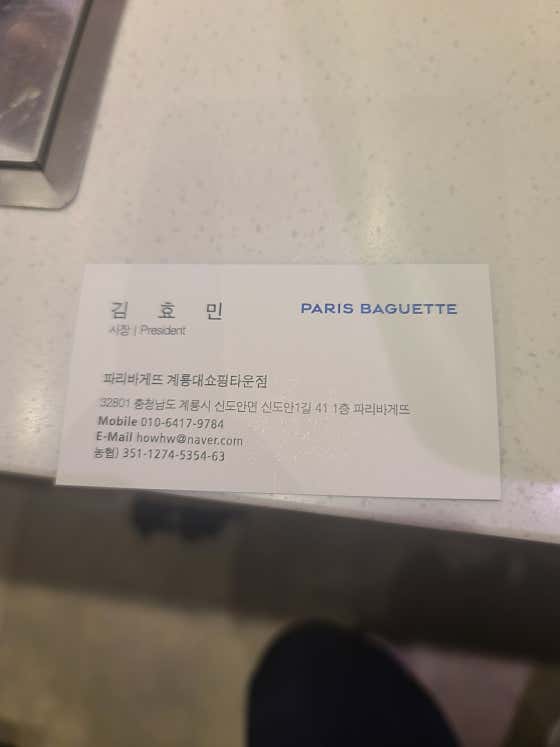 김 효 민
PARIS BAGUETTE
사장 | President
파리바게뜨 계룡대쇼핑타운점
32801 충청남도 계룡시 신도안면 신도안1길 41 1층 파리바게뜨
Mobile 010-6417-9784
E-Mail howhw@naver.com
농협) 351-1274-5354-63